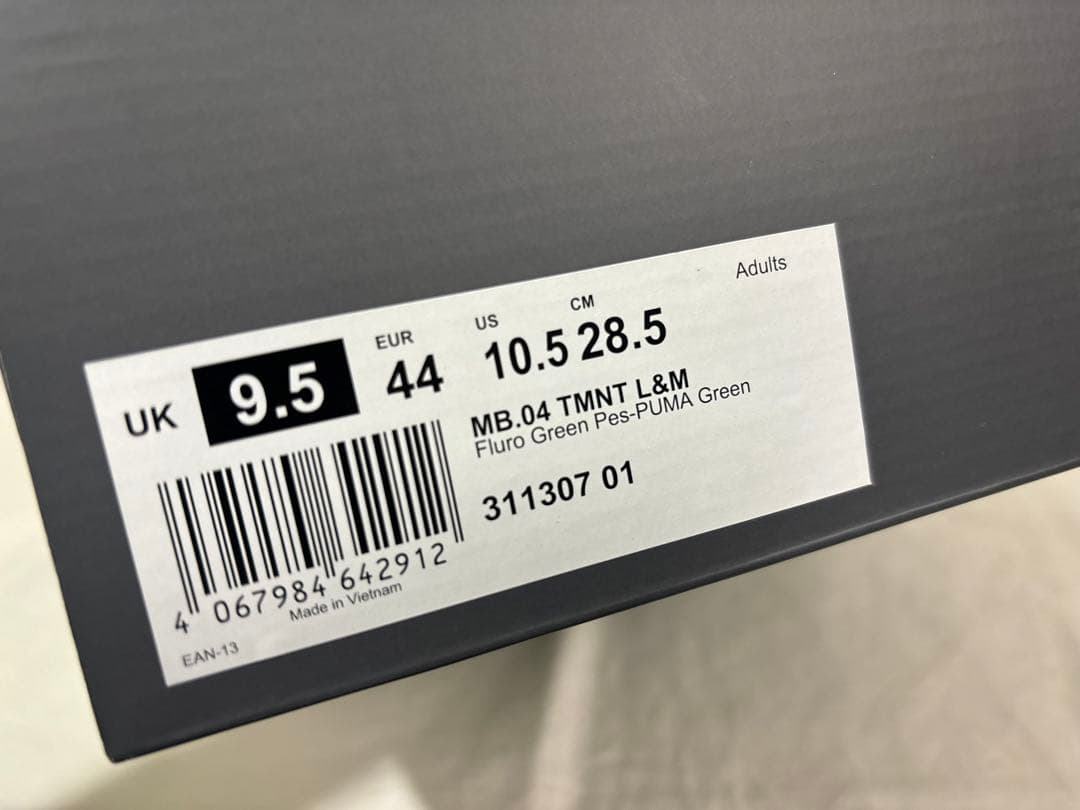 Adults
UK 9.5 EUR 44 US 10.5 CM 28.5
MB.04 TMNT L&M
Fluro Green Pes-PUMA Green
311307 01
4 067984 642912
Made in Vietnam
EAN-13